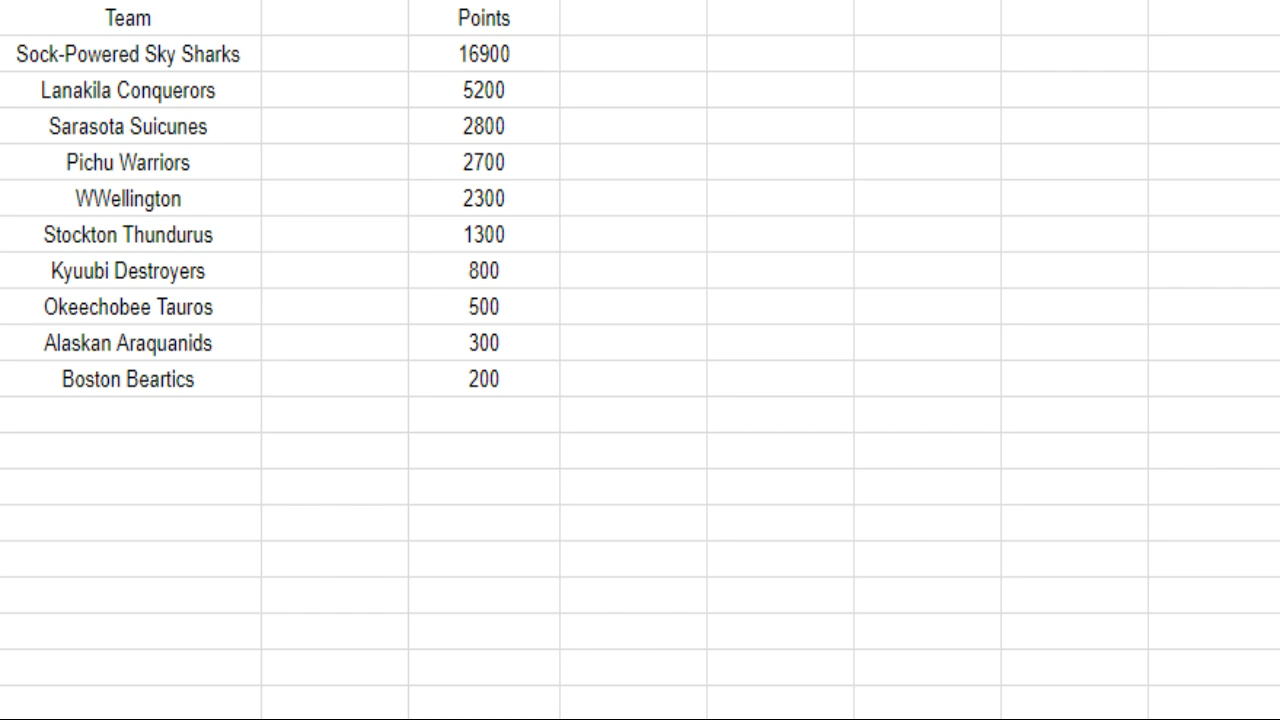 Team Points
Sock-Powered Sky Sharks 16900
Lanakila Conquerors 5200
Sarasota Suicunes 2800
Pichu Warriors 2700
WWellington 2300
Stockton Thundurus 1300
Kyuubi Destroyers 800
Okeechobee Tauros 500
Alaskan Araquanids 300
Boston Beartics 200